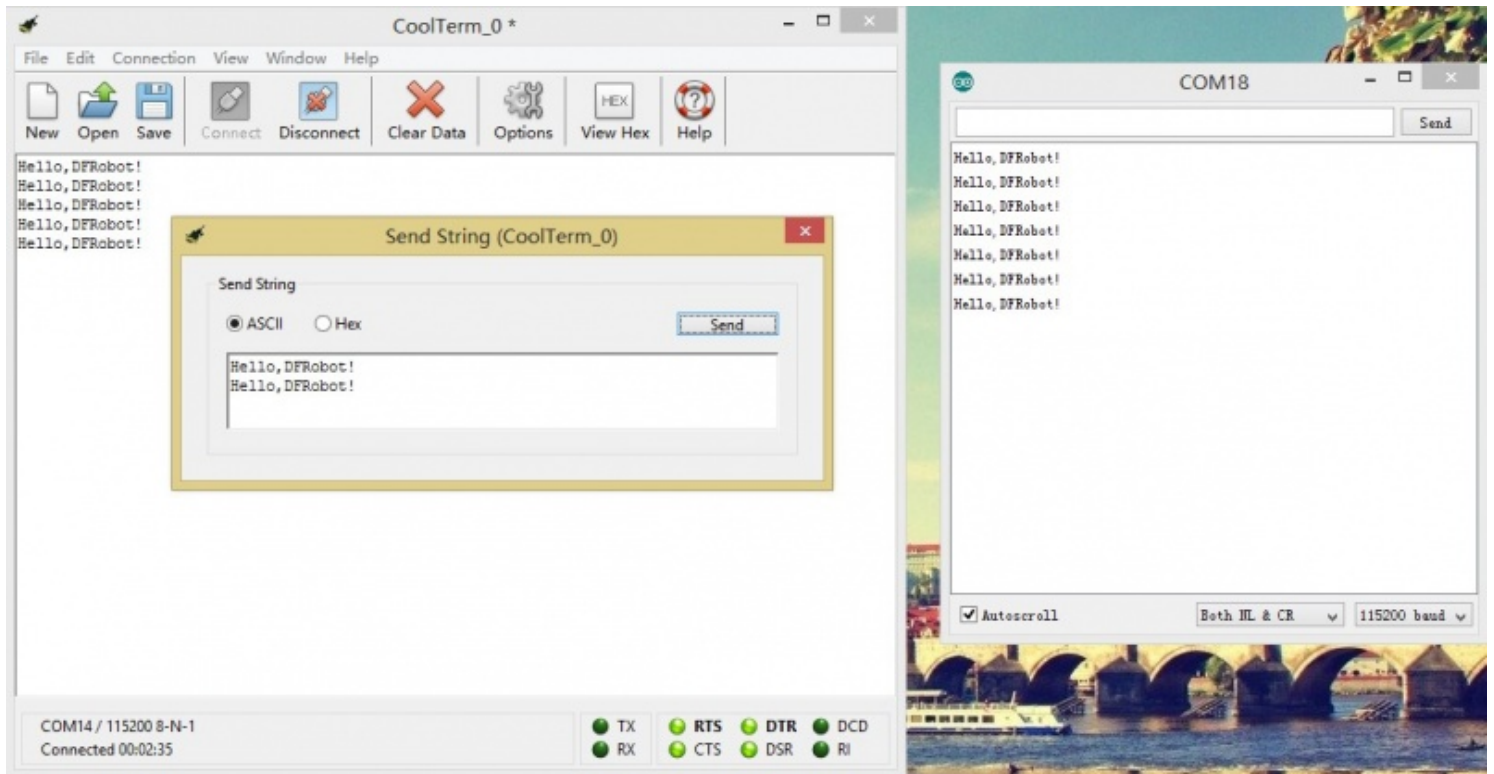 CoolTerm_0 *
File Edit Connection View Window Help
New Open Save Connect Disconnect Clear Data Options View Hex Help
HEX
Hello,DFRobot!
Hello,DFRobot!
Hello,DFRobot!
Hello,DFRobot!
Hello,DFRobot!
Send String (CoolTerm_0)
Send String
ASCII Hex
Send
Hello,DFRobot!
Hello,DFRobot!
COM14 / 115200 8-N-1
Connected 00:02:35
TX RTS DTR DCD
RX CTS DSR RI
COM18
Send
Hello,DFRobot!
Hello,DFRobot!
Hello,DFRobot!
Hello,DFRobot!
Hello,DFRobot!
Hello,DFRobot!
Hello,DFRobot!
Autoscroll
Both NL & CR
115200 baud